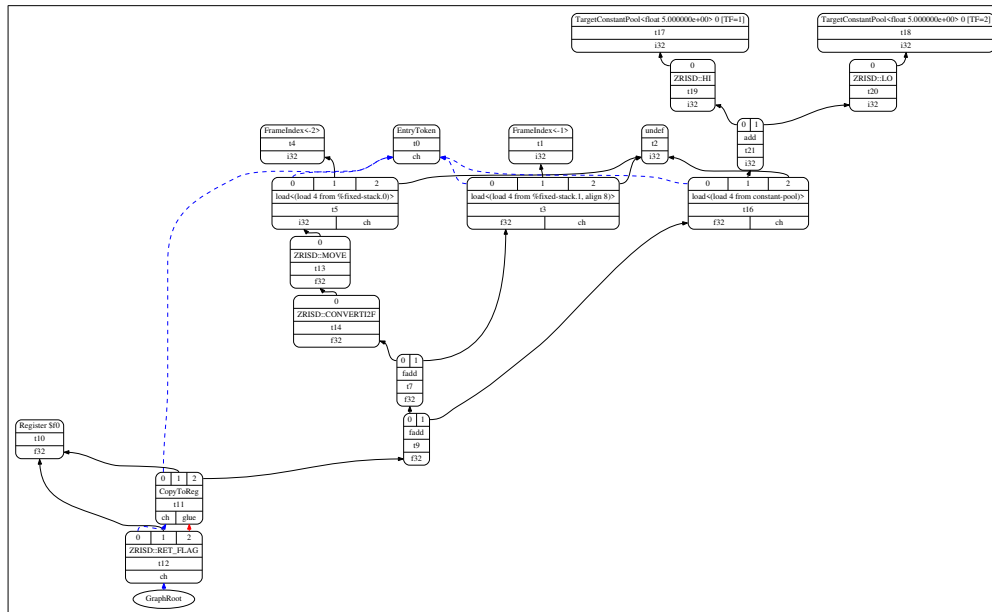 TargetConstantPool<float 5.000000e+00> 0 [TF=1]
t17
i32
TargetConstantPool<float 5.000000e+00> 0 [TF=2]
t18
i32
0
ZRISD::HI
t19
i32
0
ZRISD::LO
t20
i32
0 1
add
t21
i32
FrameIndex<-2>
t4
i32
EntryToken
t0
ch
FrameIndex<-1>
t1
i32
undef
t2
i32
0 1 2
load<(load 4 from %fixed-stack.0)>
t5
i32 ch
0 1 2
load<(load 4 from %fixed-stack.1, align 8)>
t3
f32 ch
0 1 2
load<(load 4 from constant-pool)>
t16
f32 ch
0
ZRISD::MOVE
t13
f32
0
ZRISD::CONVERTI2F
t14
f32
0 1
fadd
t7
f32
0 1
fadd
t9
f32
Register $f0
t10
f32
0 1 2
CopyToReg
t11
ch glue
0 1 2
ZRISD::RET_FLAG
t12
ch
GraphRoot